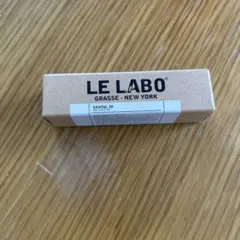 LE LABO®
GRASSE - NEW YORK
SANTAL 33